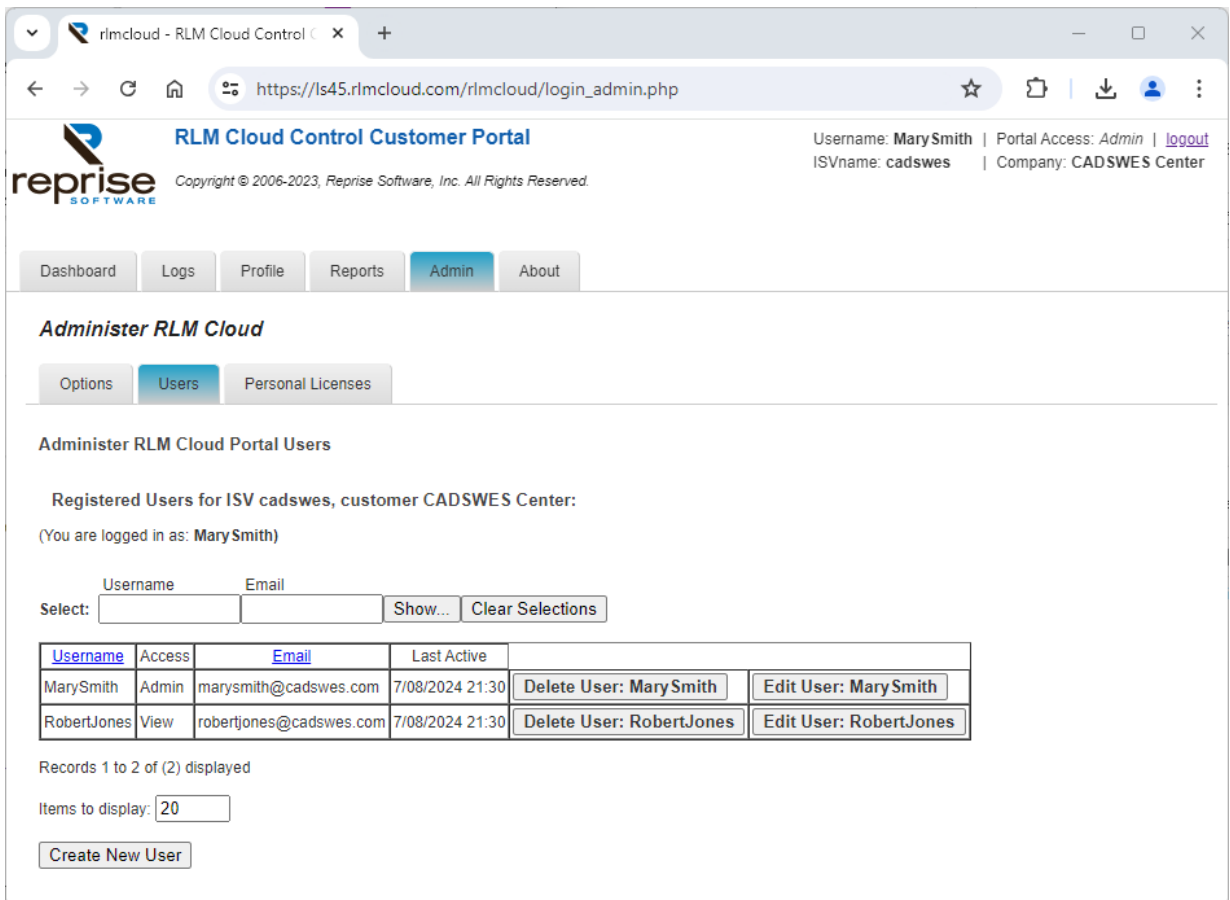 rlmcloud - RLM Cloud Control C
https://ls45.rlmcloud.com/rlmcloud/login_admin.php
reprise
SOFTWARE
RLM Cloud Control Customer Portal
Copyright © 2006-2023, Reprise Software, Inc. All Rights Reserved.
Username: MarySmith | Portal Access: Admin | logout
ISVname: cadswes | Company: CADSWES Center
Dashboard Logs Profile Reports Admin About
Administer RLM Cloud
Options Users Personal Licenses
Administer RLM Cloud Portal Users
Registered Users for ISV cadswes, customer CADSWES Center:
(You are logged in as: MarySmith)
Username Email
Select: Show... Clear Selections
Username Access Email Last Active
MarySmith Admin marysmith@cadswes.com 7/08/2024 21:30 Delete User: MarySmith Edit User: MarySmith
RobertJones View robertjones@cadswes.com 7/08/2024 21:30 Delete User: RobertJones Edit User: RobertJones
Records 1 to 2 of (2) displayed
Items to display: 20
Create New User